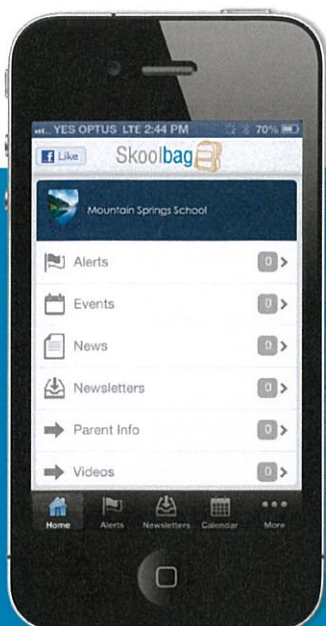 YES OPTUS LTE 2:44 PM 70%
f Like Skoolbag
Mountain Springs School
Alerts 0
Events 0
News 0
Newsletters 0
Parent Info 0
Videos 0
Home Alerts Newsletters Calendar More